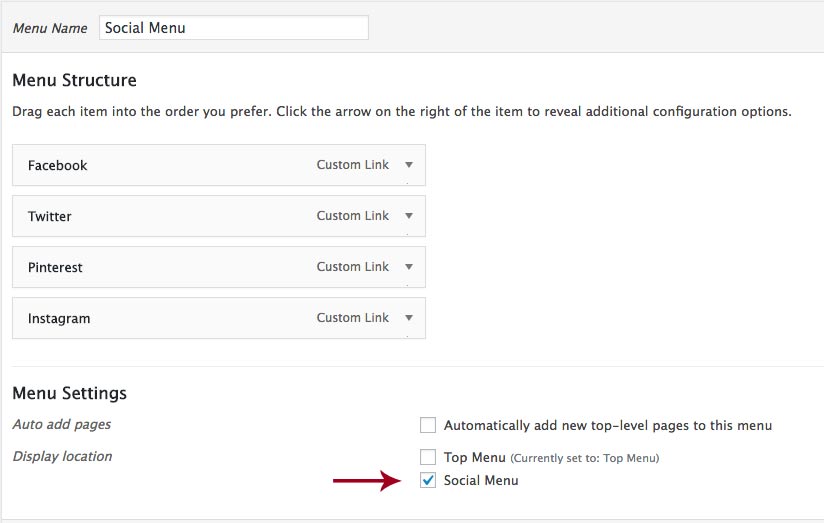 Menu Name Social Menu
Menu Structure
Drag each item into the order you prefer. Click the arrow on the right of the item to reveal additional configuration options.
Facebook Custom Link
Twitter Custom Link
Pinterest Custom Link
Instagram Custom Link
Menu Settings
Auto add pages Automatically add new top-level pages to this menu
Display location Top Menu (Currently set to: Top Menu)
Social Menu